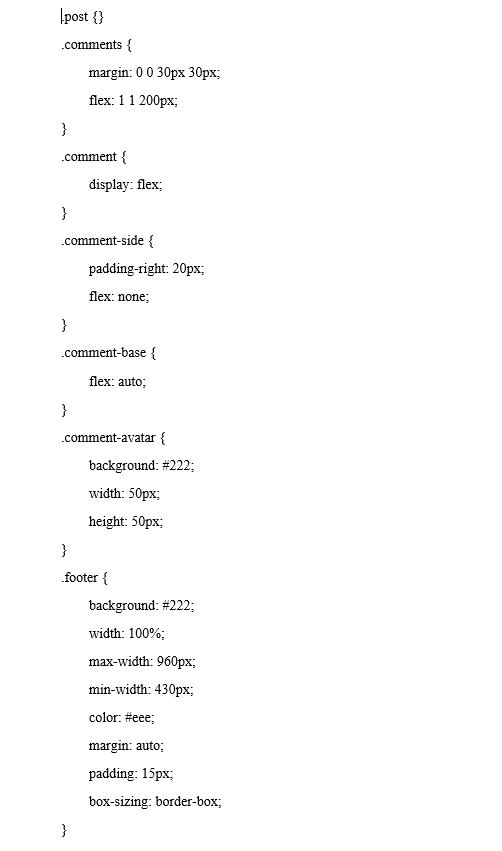 .post {}
.comments {
margin: 0 0 30px 30px;
flex: 1 1 200px;
}
.comment {
display: flex;
}
.comment-side {
padding-right: 20px;
flex: none;
}
.comment-base {
flex: auto;
}
.comment-avatar {
background: #222;
width: 50px;
height: 50px;
}
.footer {
background: #222;
width: 100%;
max-width: 960px;
min-width: 430px;
color: #eee;
margin: auto;
padding: 15px;
box-sizing: border-box;
}